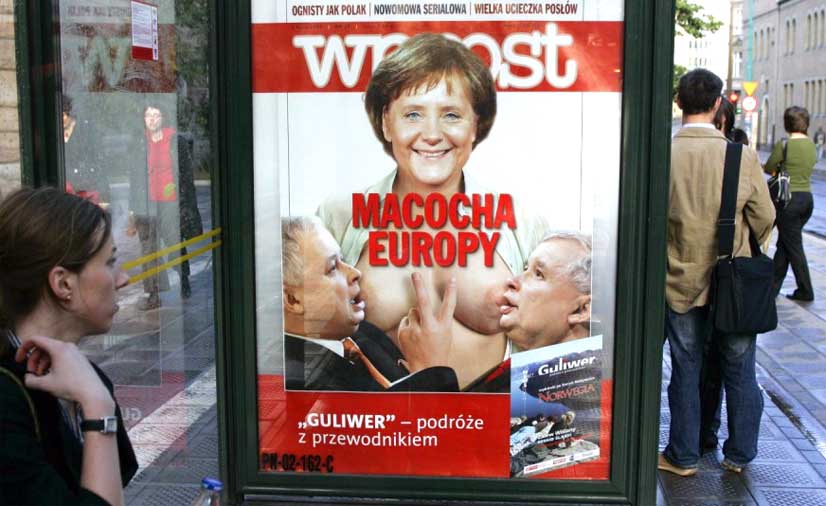 OGNISTY JAK POLAK | NOWOMOWA SERIALOWA | WIELKA UCIECZKA POSŁÓW
wprost
MACOCHA
EUROPY
Guliwer
NORWEGIA
„GULIWER” – podróże
z przewodnikiem
PN-02-162-C